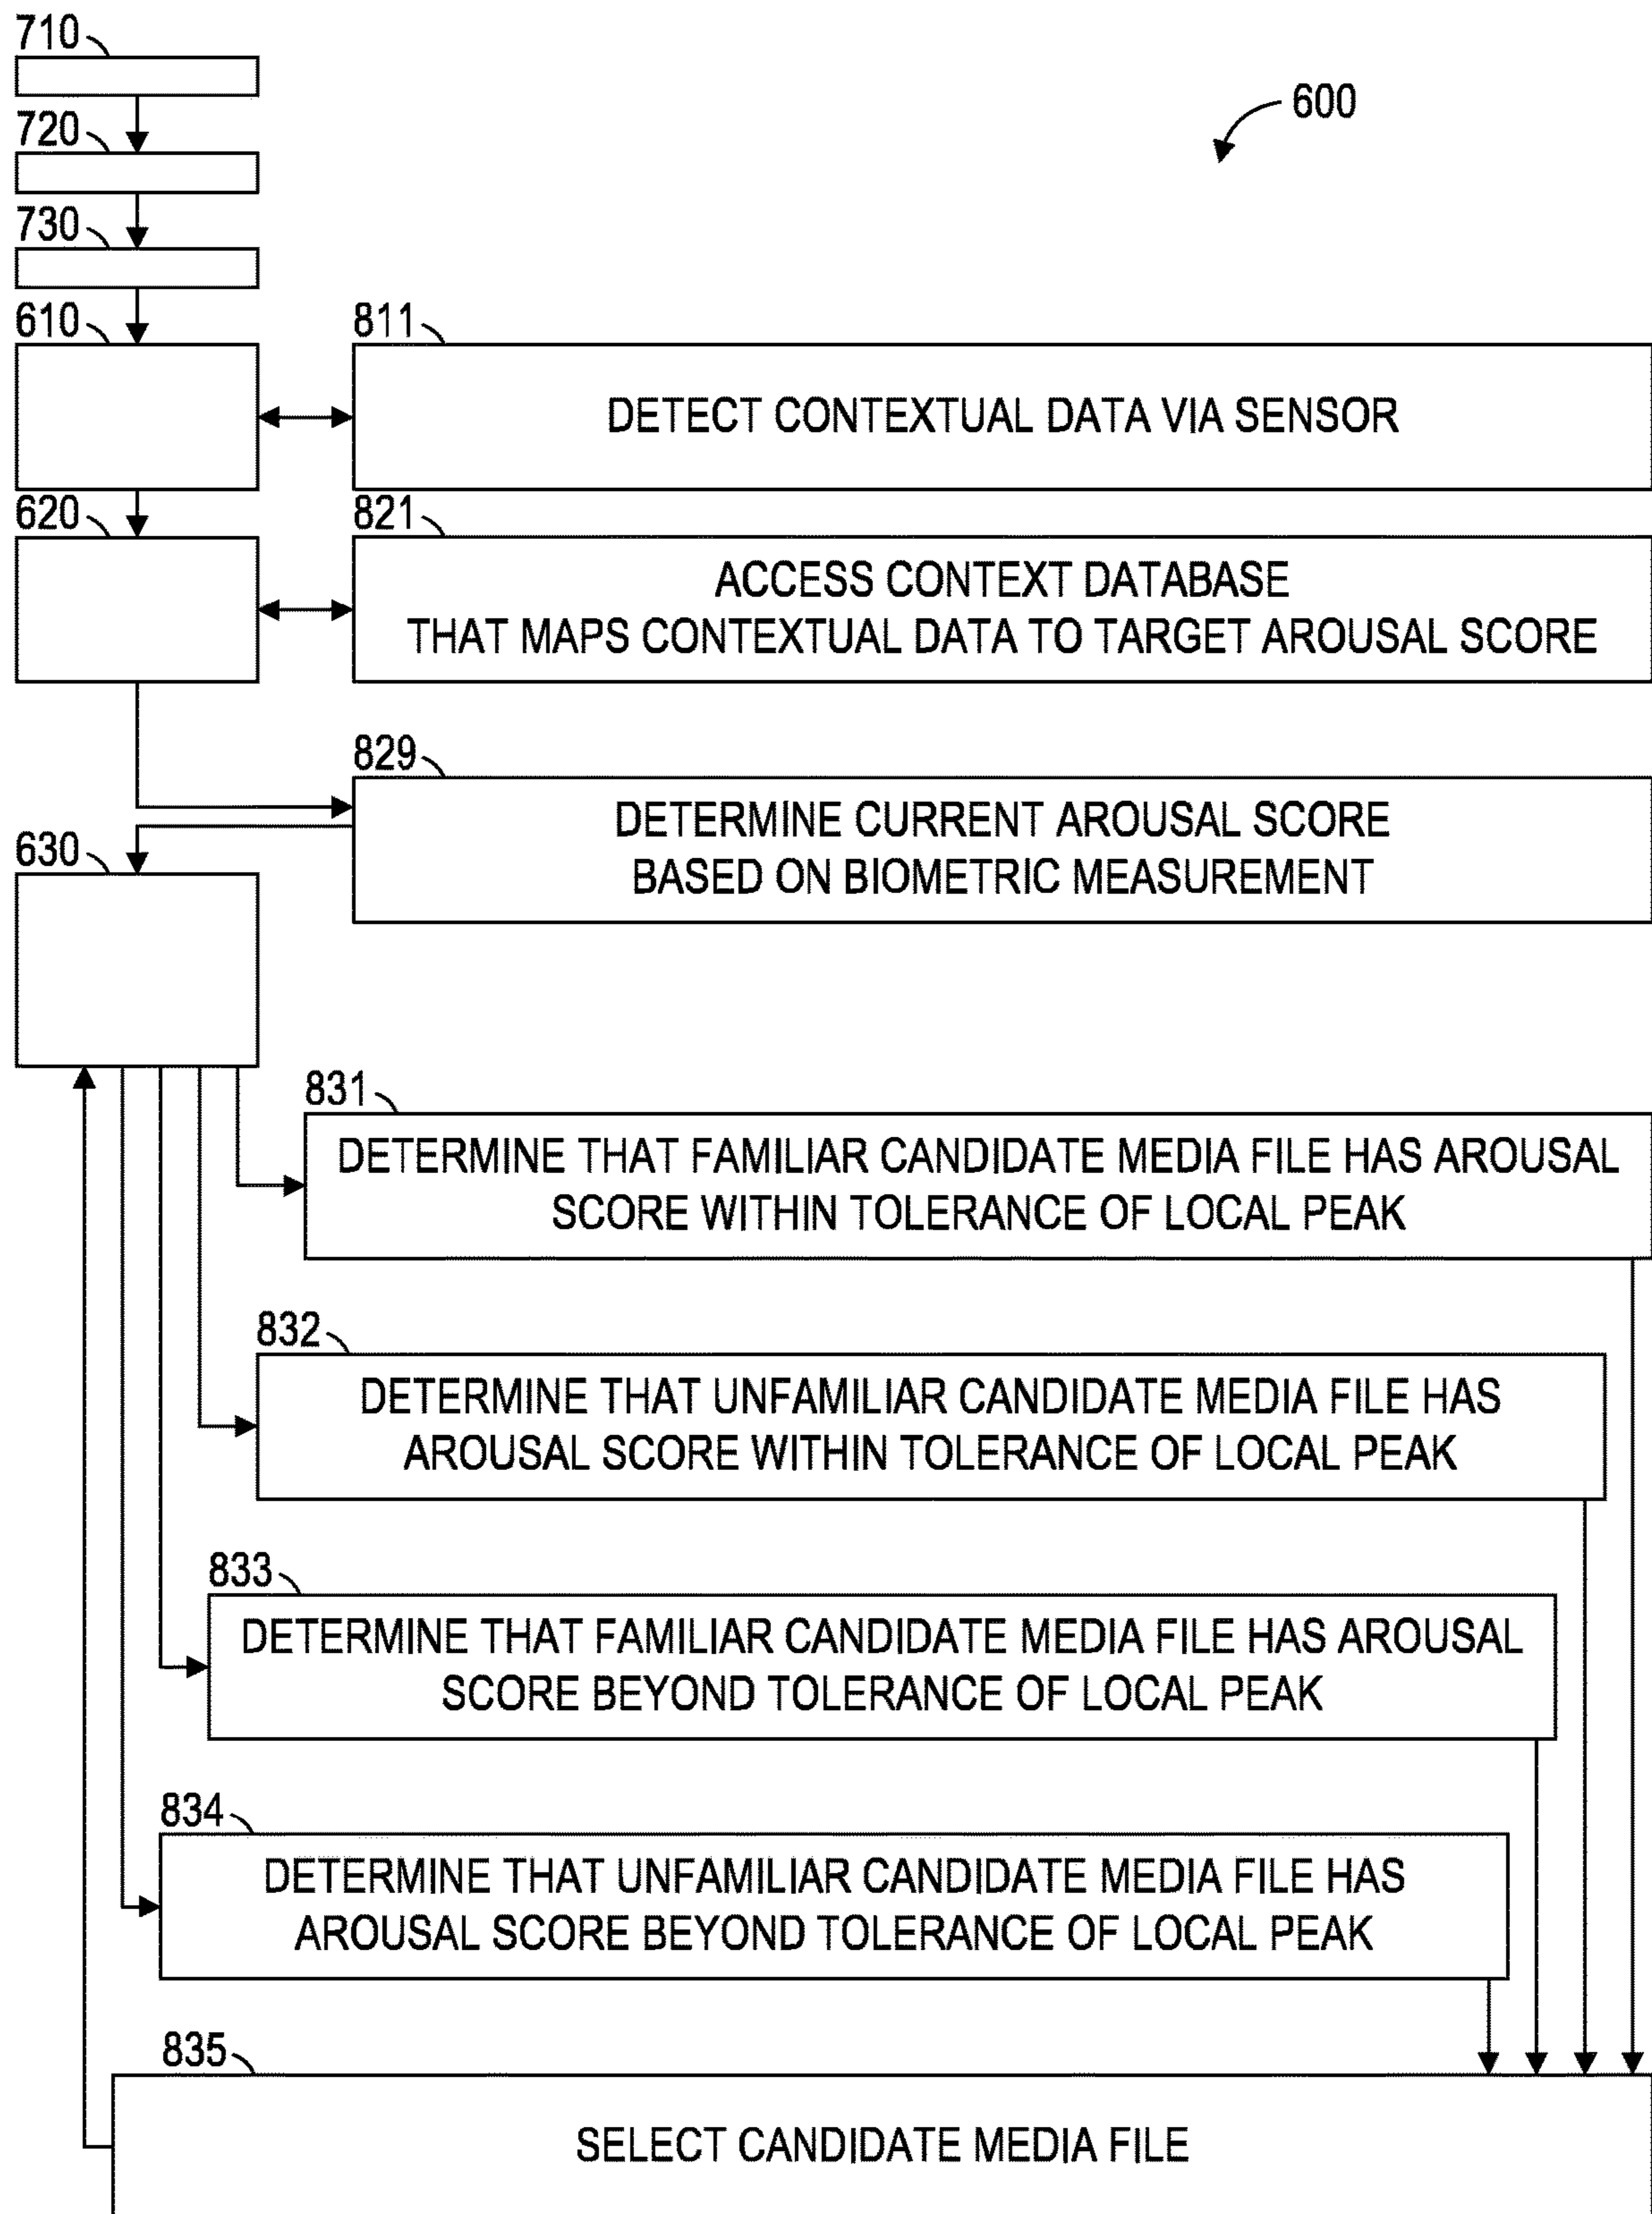 710
600
720
730
610
811
DETECT CONTEXTUAL DATA VIA SENSOR
620
821
ACCESS CONTEXT DATABASE
THAT MAPS CONTEXTUAL DATA TO TARGET AROUSAL SCORE
829
DETERMINE CURRENT AROUSAL SCORE
BASED ON BIOMETRIC MEASUREMENT
630
831
DETERMINE THAT FAMILIAR CANDIDATE MEDIA FILE HAS AROUSAL
SCORE WITHIN TOLERANCE OF LOCAL PEAK
832
DETERMINE THAT UNFAMILIAR CANDIDATE MEDIA FILE HAS
AROUSAL SCORE WITHIN TOLERANCE OF LOCAL PEAK
833
DETERMINE THAT FAMILIAR CANDIDATE MEDIA FILE HAS AROUSAL
SCORE BEYOND TOLERANCE OF LOCAL PEAK
834
DETERMINE THAT UNFAMILIAR CANDIDATE MEDIA FILE HAS
AROUSAL SCORE BEYOND TOLERANCE OF LOCAL PEAK
835
SELECT CANDIDATE MEDIA FILE